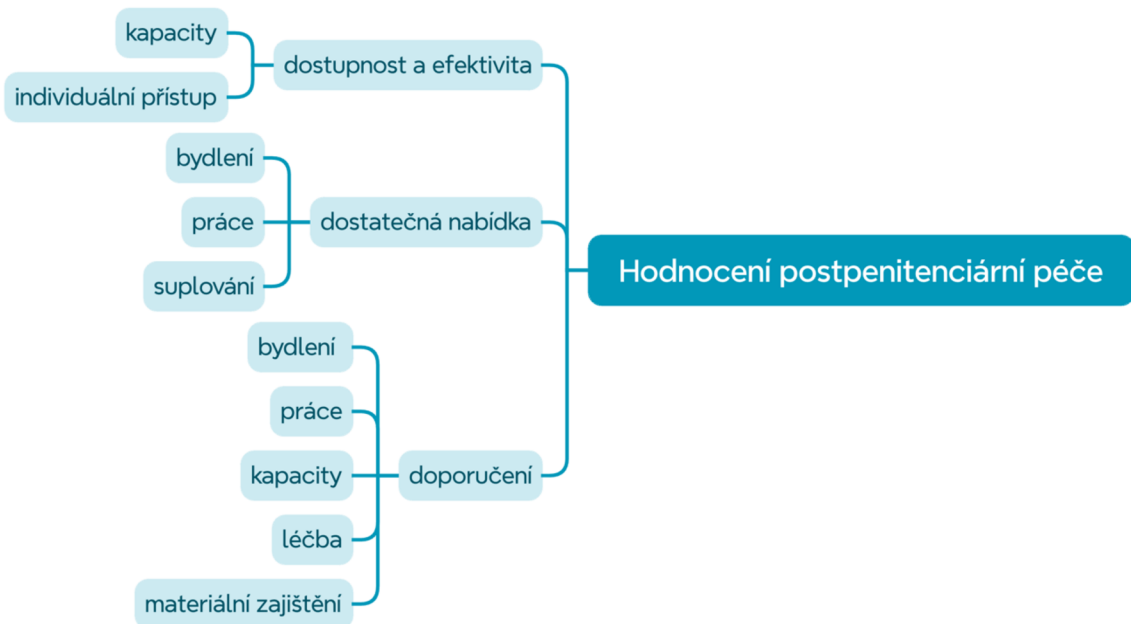 kapacity
dostupnost a efektivita
individuální přístup
bydlení
práce
dostatečná nabídka
suplování
Hodnocení postpenitenciární péče
bydlení
práce
kapacity
doporučení
léčba
materiální zajištění